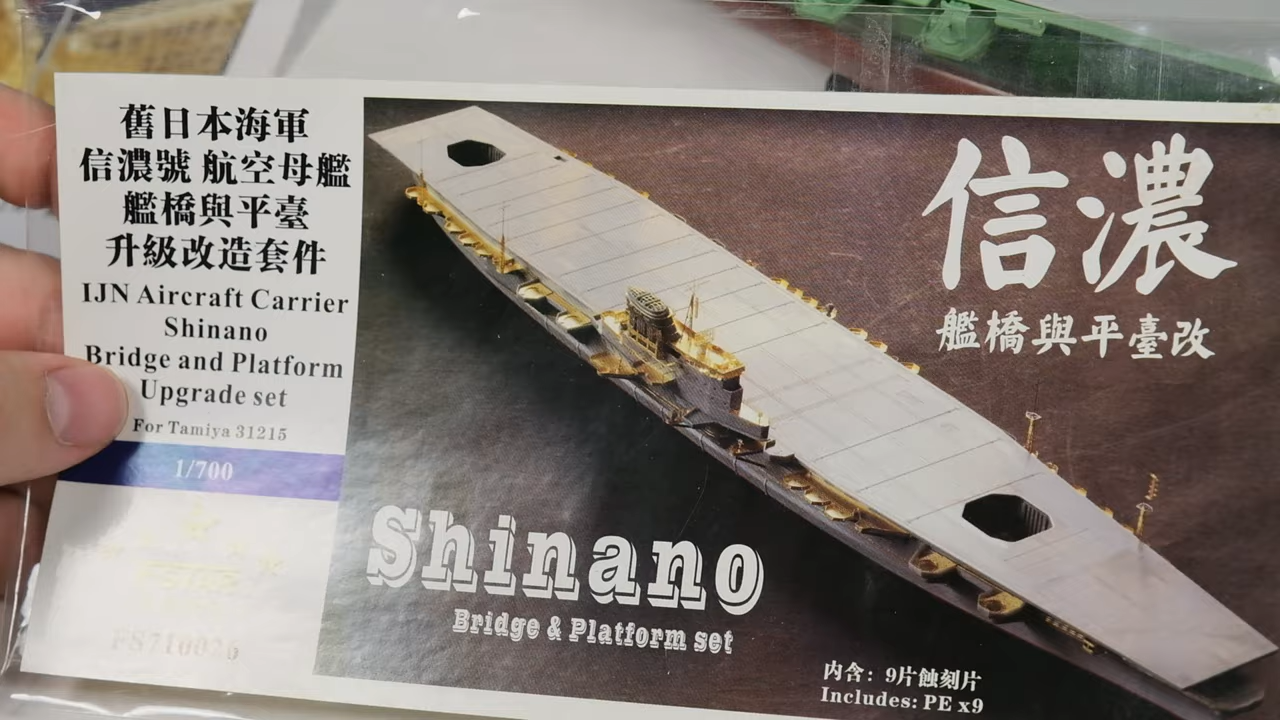 舊日本海軍
信濃號 航空母艦
艦橋與平臺
升級改造套件
IJN Aircraft Carrier
Shinano
Bridge and Platform
Upgrade set
For Tamiya 31215
1/700
FS710026
信濃
艦橋與平臺改
Shinano
Bridge & Platform set
内含：9片蝕刻片
Includes: PE x9